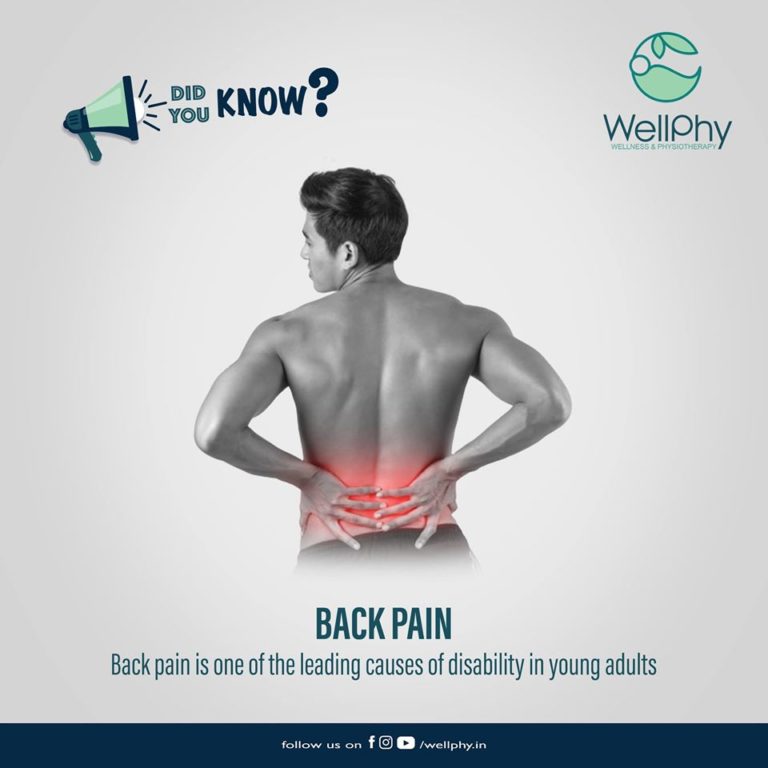 DID YOU KNOW?
WellPhy
WELLNESS & PHYSIOTHERAPY
BACK PAIN
Back pain is one of the leading causes of disability in young adults
follow us on f /wellphy.in